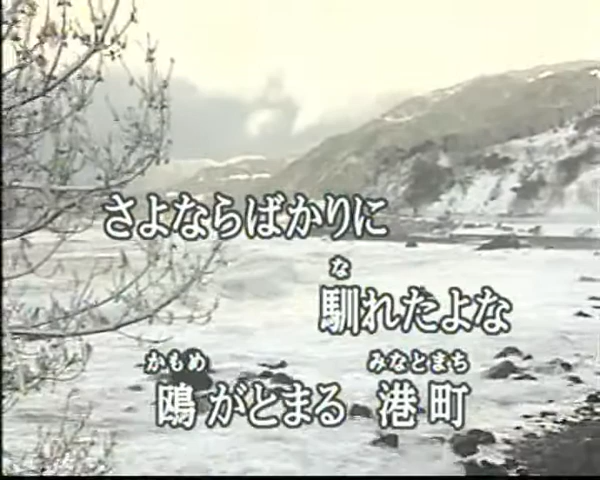 さよならばかりに
な
馴れたよな
かもめ みなとまち
鴎がとまる 港町